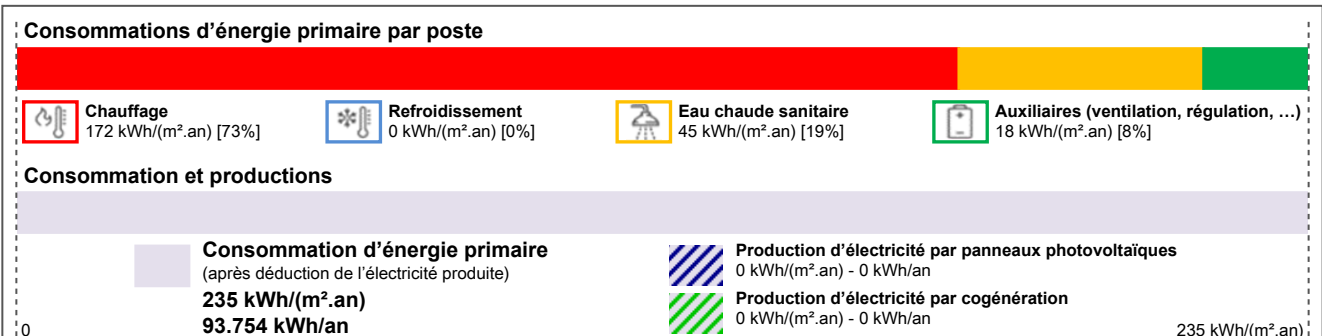 Consommations d’énergie primaire par poste
Chauffage
172 kWh/(m².an) [73%]
Refroidissement
0 kWh/(m².an) [0%]
Eau chaude sanitaire
45 kWh/(m².an) [19%]
Auxiliaires (ventilation, régulation, …)
18 kWh/(m².an) [8%]
Consommation et productions
Consommation d’énergie primaire
(après déduction de l’électricité produite)
235 kWh/(m².an)
93.754 kWh/an
Production d’électricité par panneaux photovoltaïques
0 kWh/(m².an) - 0 kWh/an
Production d’électricité par cogénération
0 kWh/(m².an) - 0 kWh/an
0
235 kWh/(m².an)